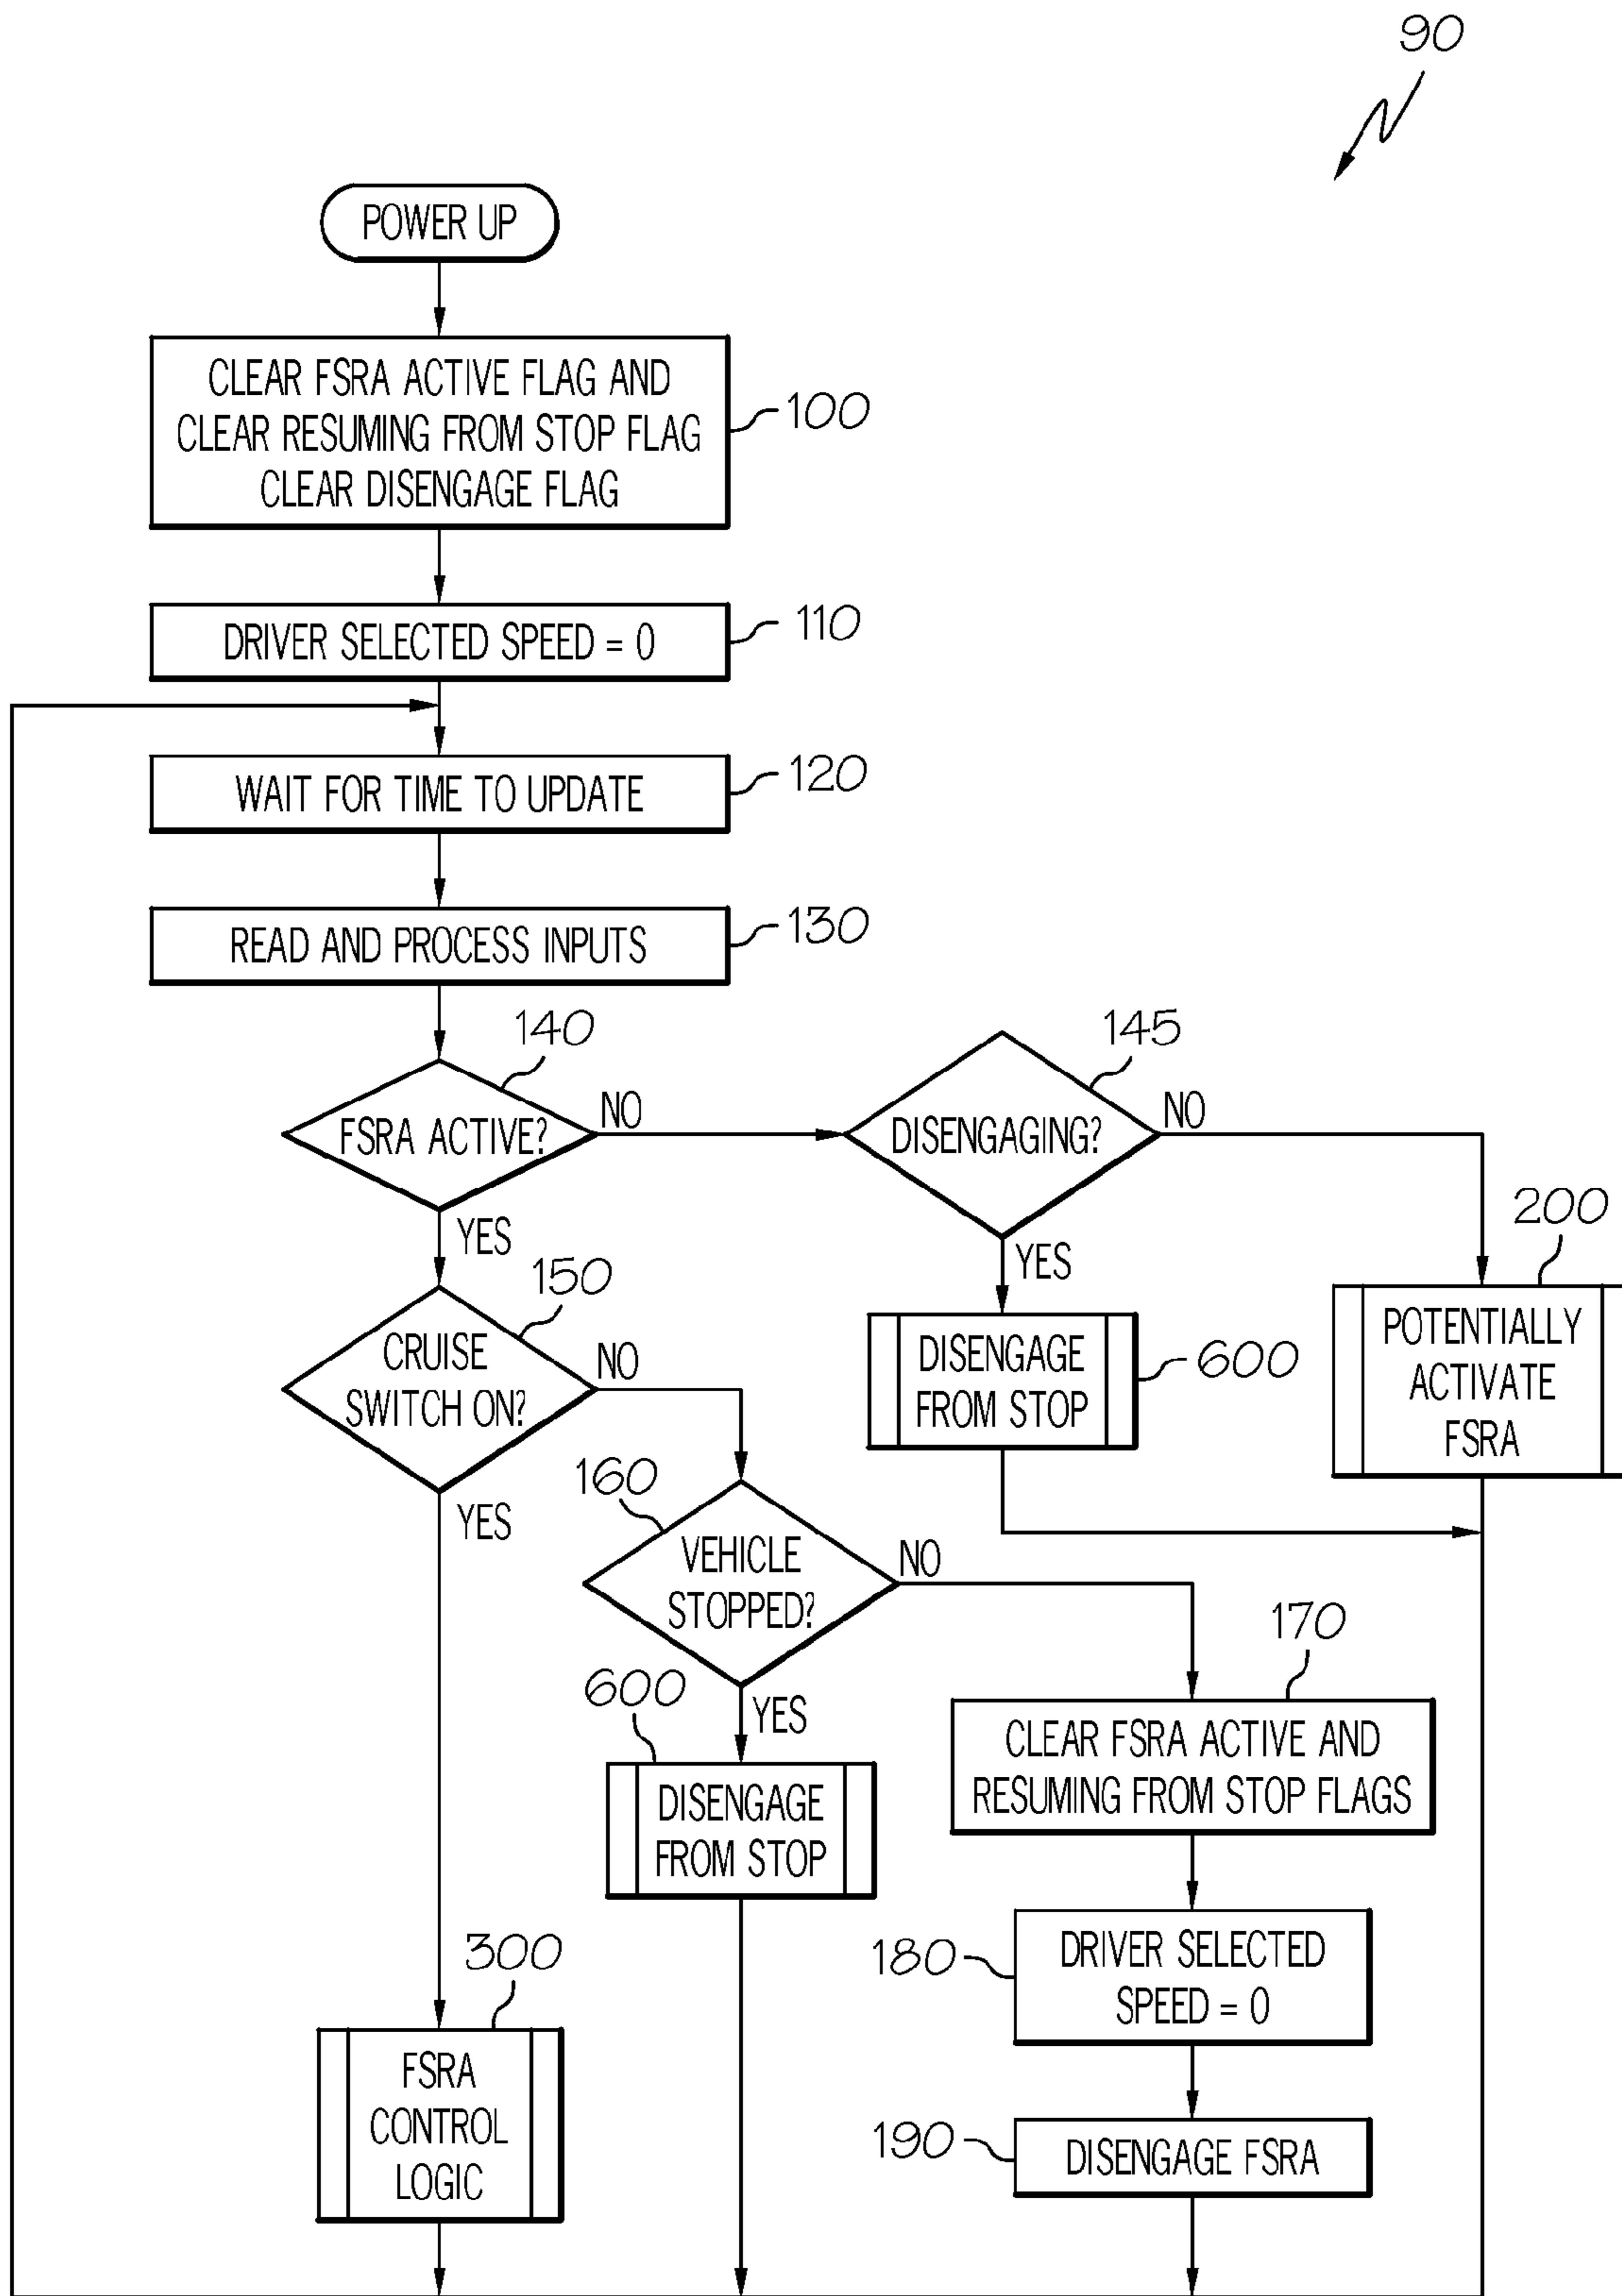 90
POWER UP
CLEAR FSRA ACTIVE FLAG AND
CLEAR RESUMING FROM STOP FLAG
CLEAR DISENGAGE FLAG
100
DRIVER SELECTED SPEED = 0
110
WAIT FOR TIME TO UPDATE
120
READ AND PROCESS INPUTS
130
140
FSRA ACTIVE?
NO
YES
145
DISENGAGING?
NO
YES
200
POTENTIALLY
ACTIVATE
FSRA
DISENGAGE
FROM STOP
600
150
CRUISE
SWITCH ON?
NO
YES
160
VEHICLE
STOPPED?
NO
YES
170
CLEAR FSRA ACTIVE AND
RESUMING FROM STOP FLAGS
600
DISENGAGE
FROM STOP
180
DRIVER SELECTED
SPEED = 0
300
FSRA
CONTROL
LOGIC
190
DISENGAGE FSRA